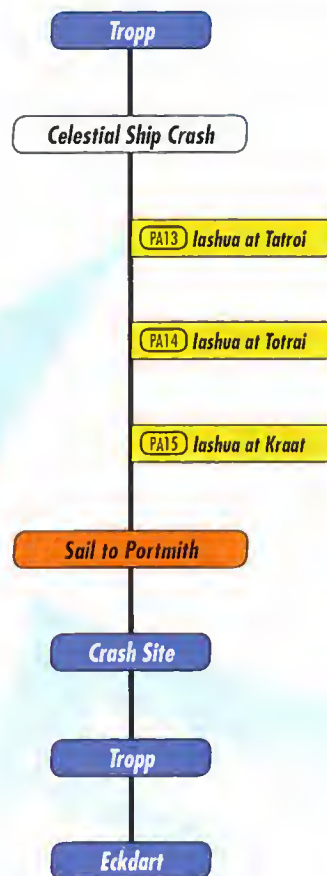 Tropp
Celestial Ship Crash
PA13 Iashua at Tatroi
PA14 Iashua at Totrai
PA15 Iashua at Kraat
Sail to Portmith
Crash Site
Tropp
Eckdart